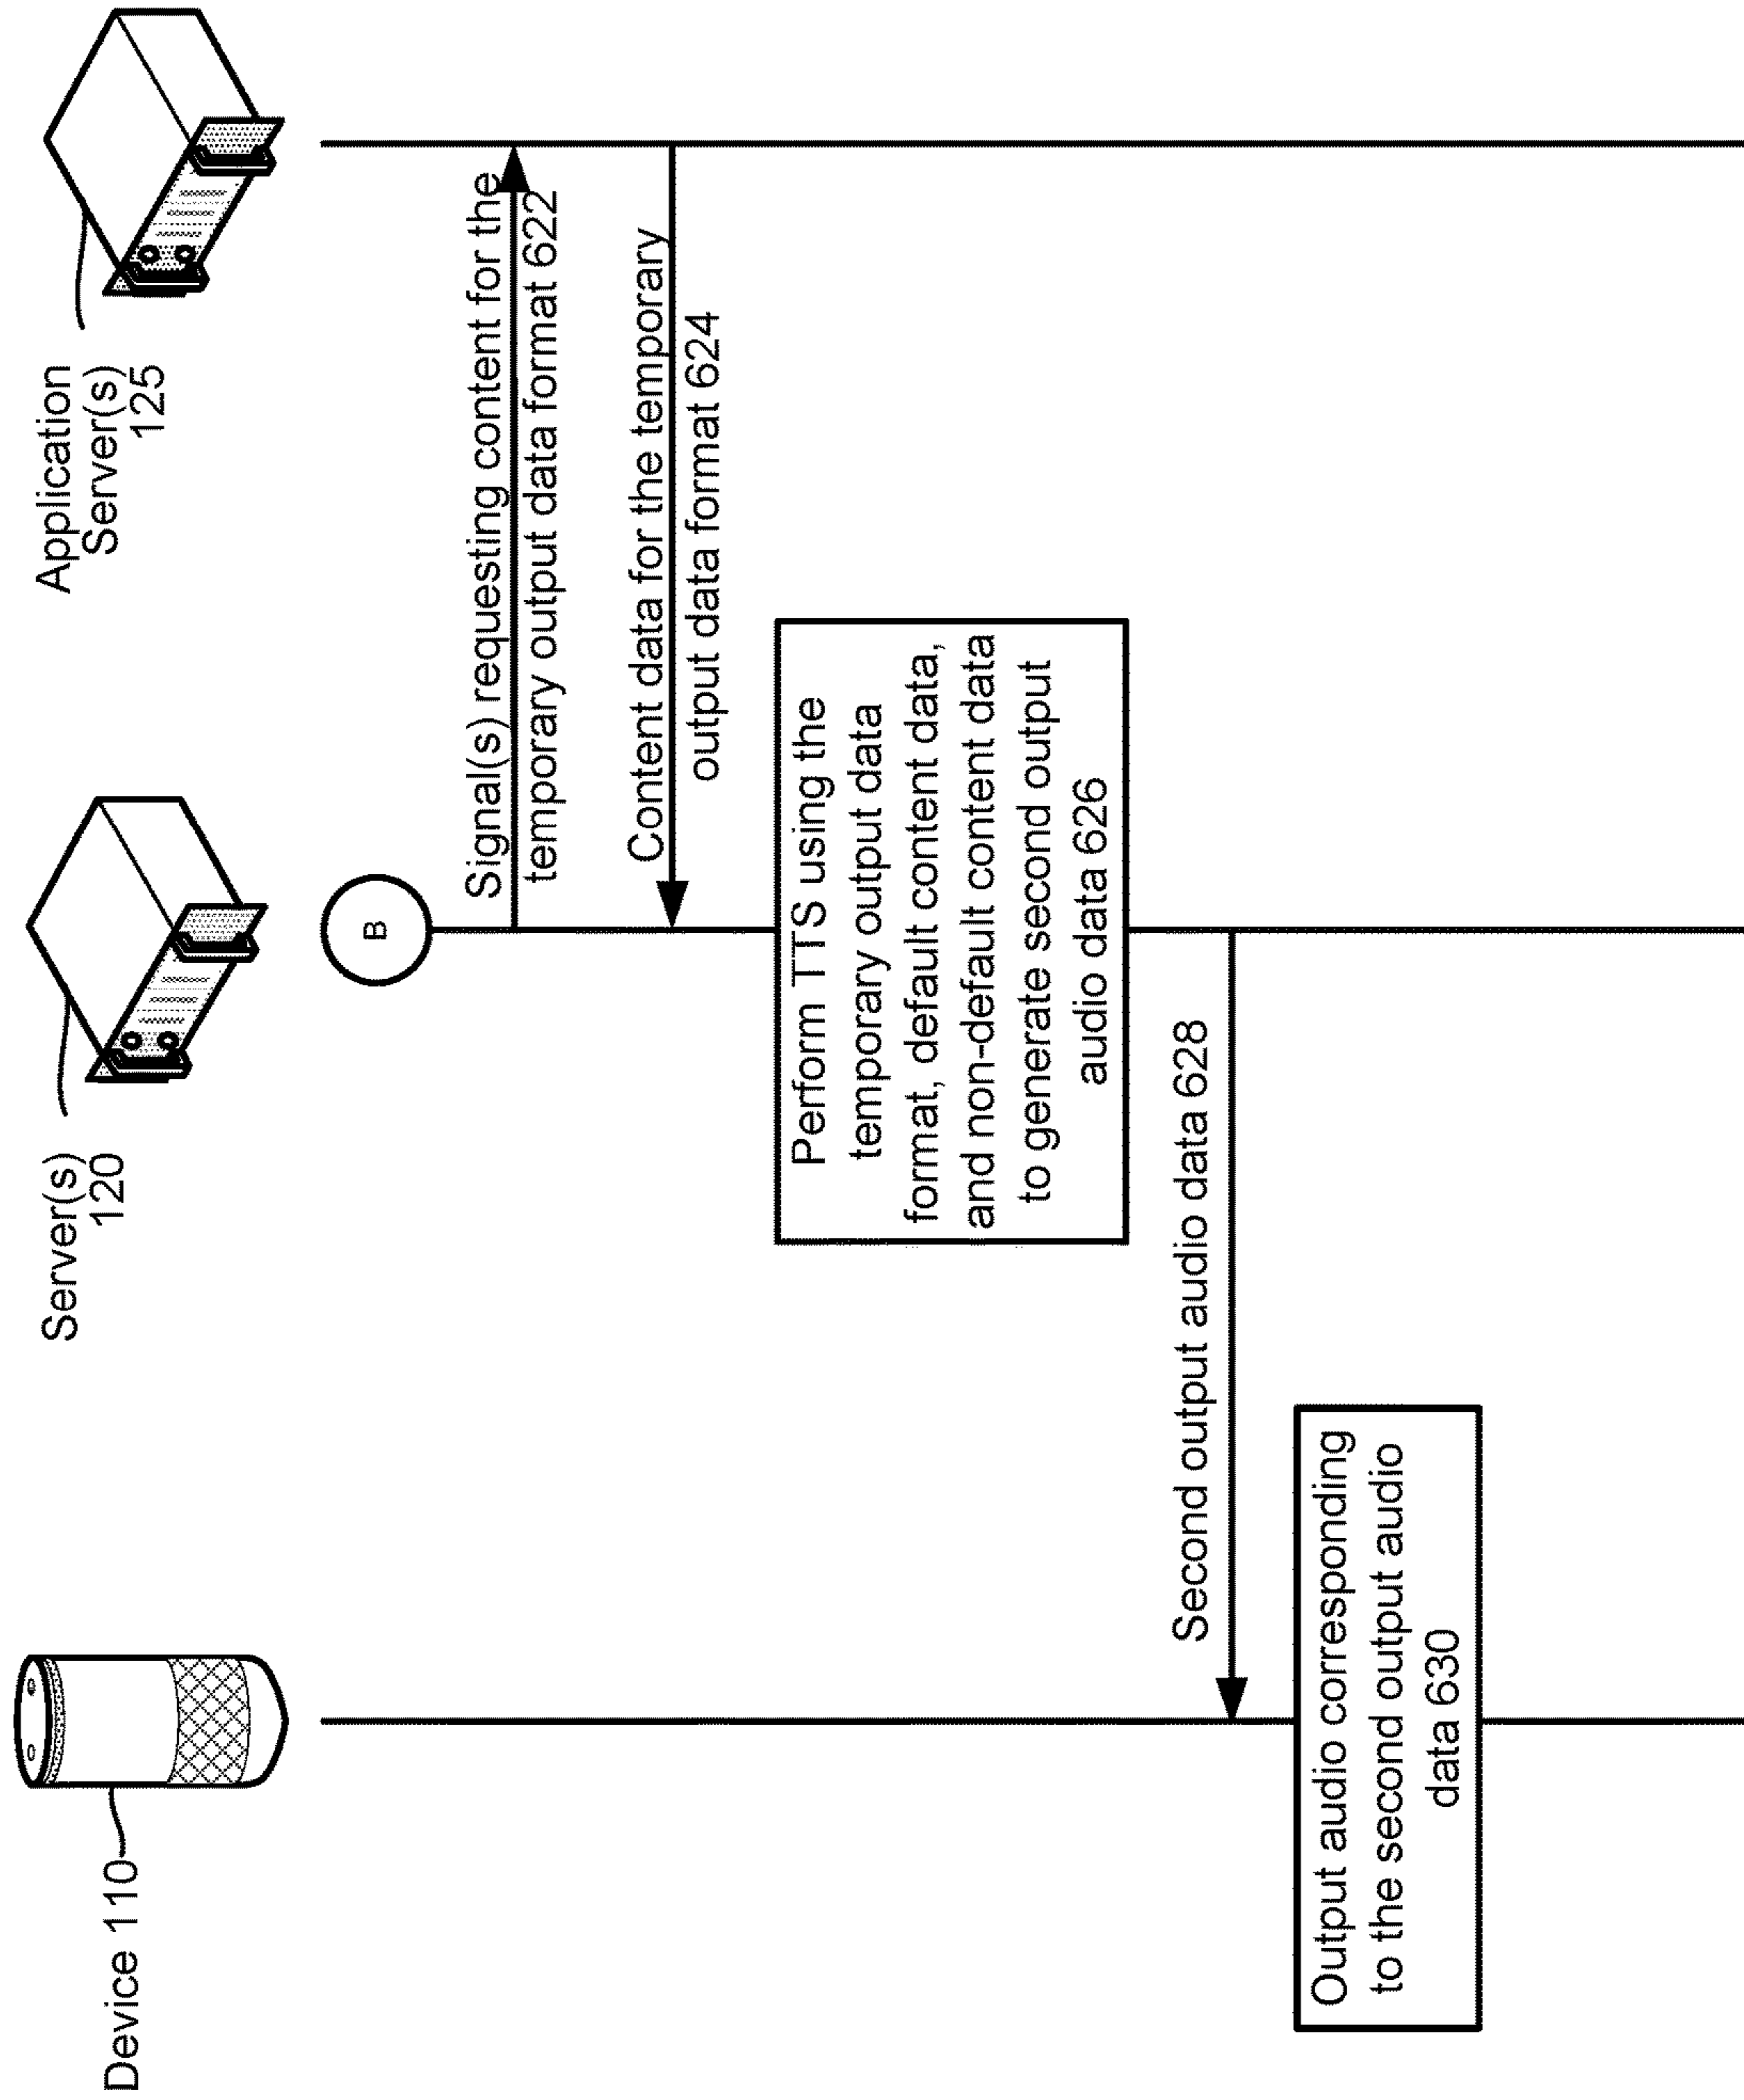 Device 110
Server(s)
120
Application
Server(s)
125
B
Signal(s) requesting content for the
temporary output data format 622
Content data for the temporary
output data format 624
Perform TTS using the
temporary output data
format, default content data,
and non-default content data
to generate second output
audio data 626
Second output audio data 628
Output audio corresponding
to the second output audio
data 630